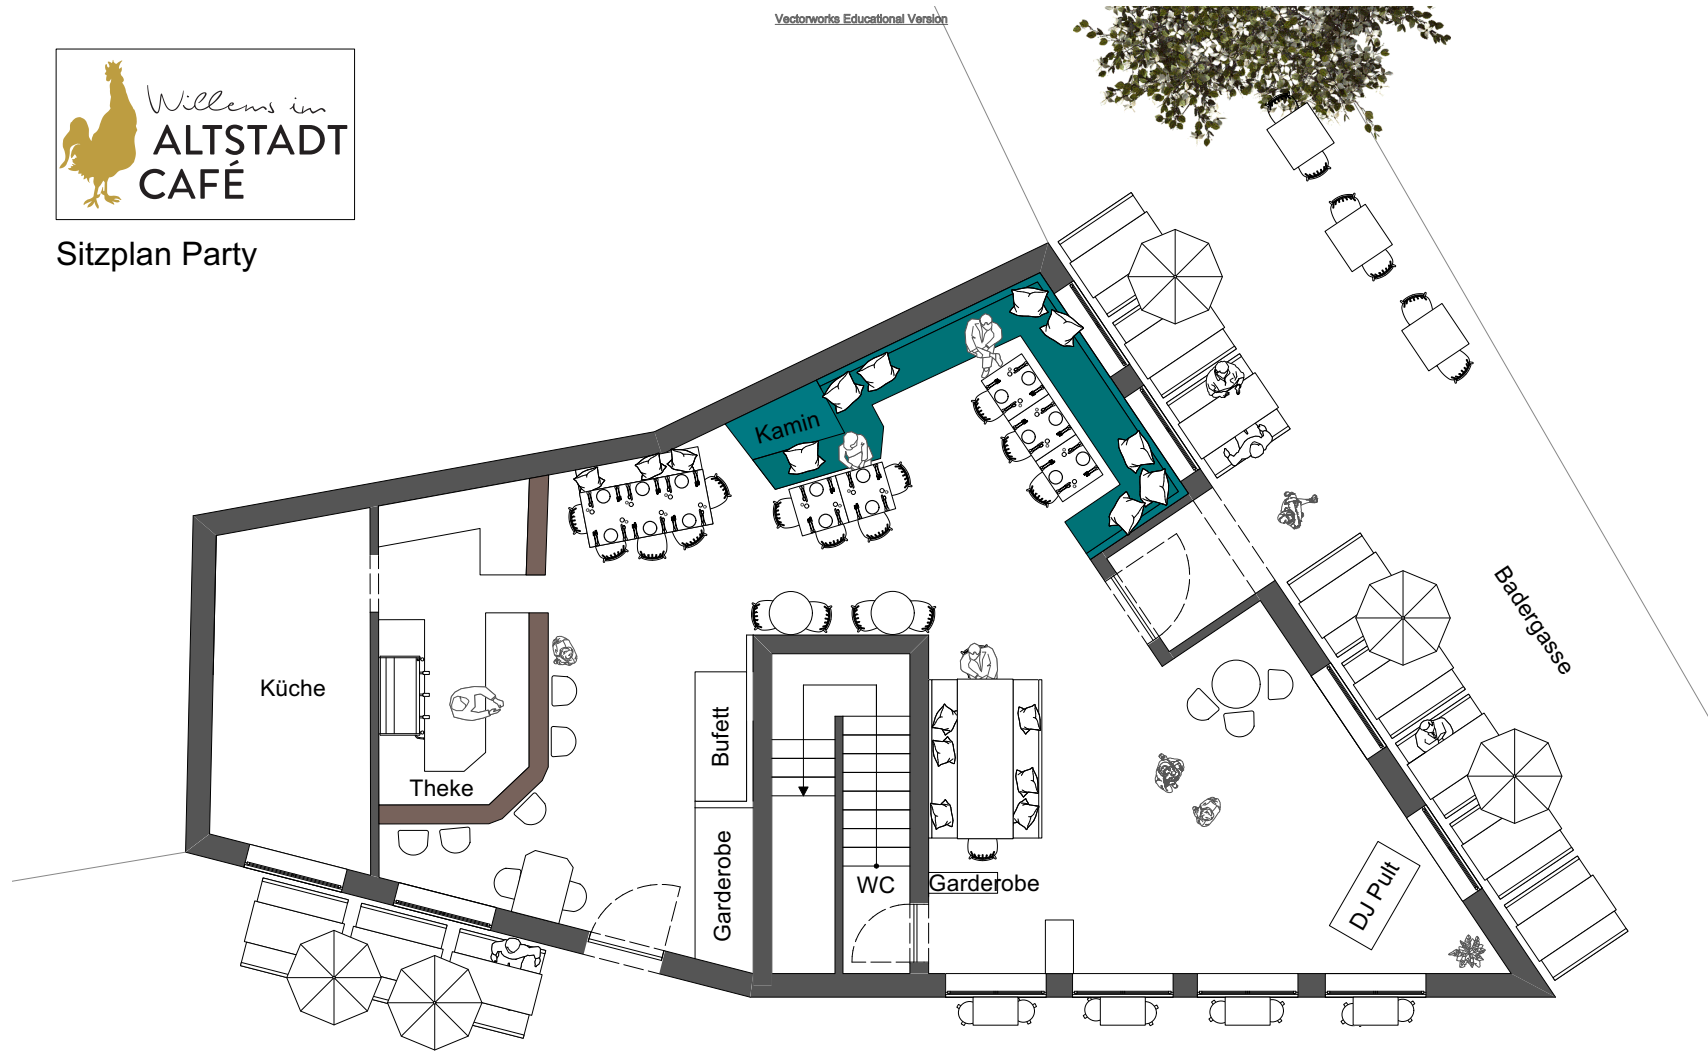 Vectorworks Educational Version
Willems im
ALTSTADT
CAFÉ
Sitzplan Party
Kamin
Badergasse
Küche
Bufett
Theke
Garderobe
WC
Garderobe
DJ Pult